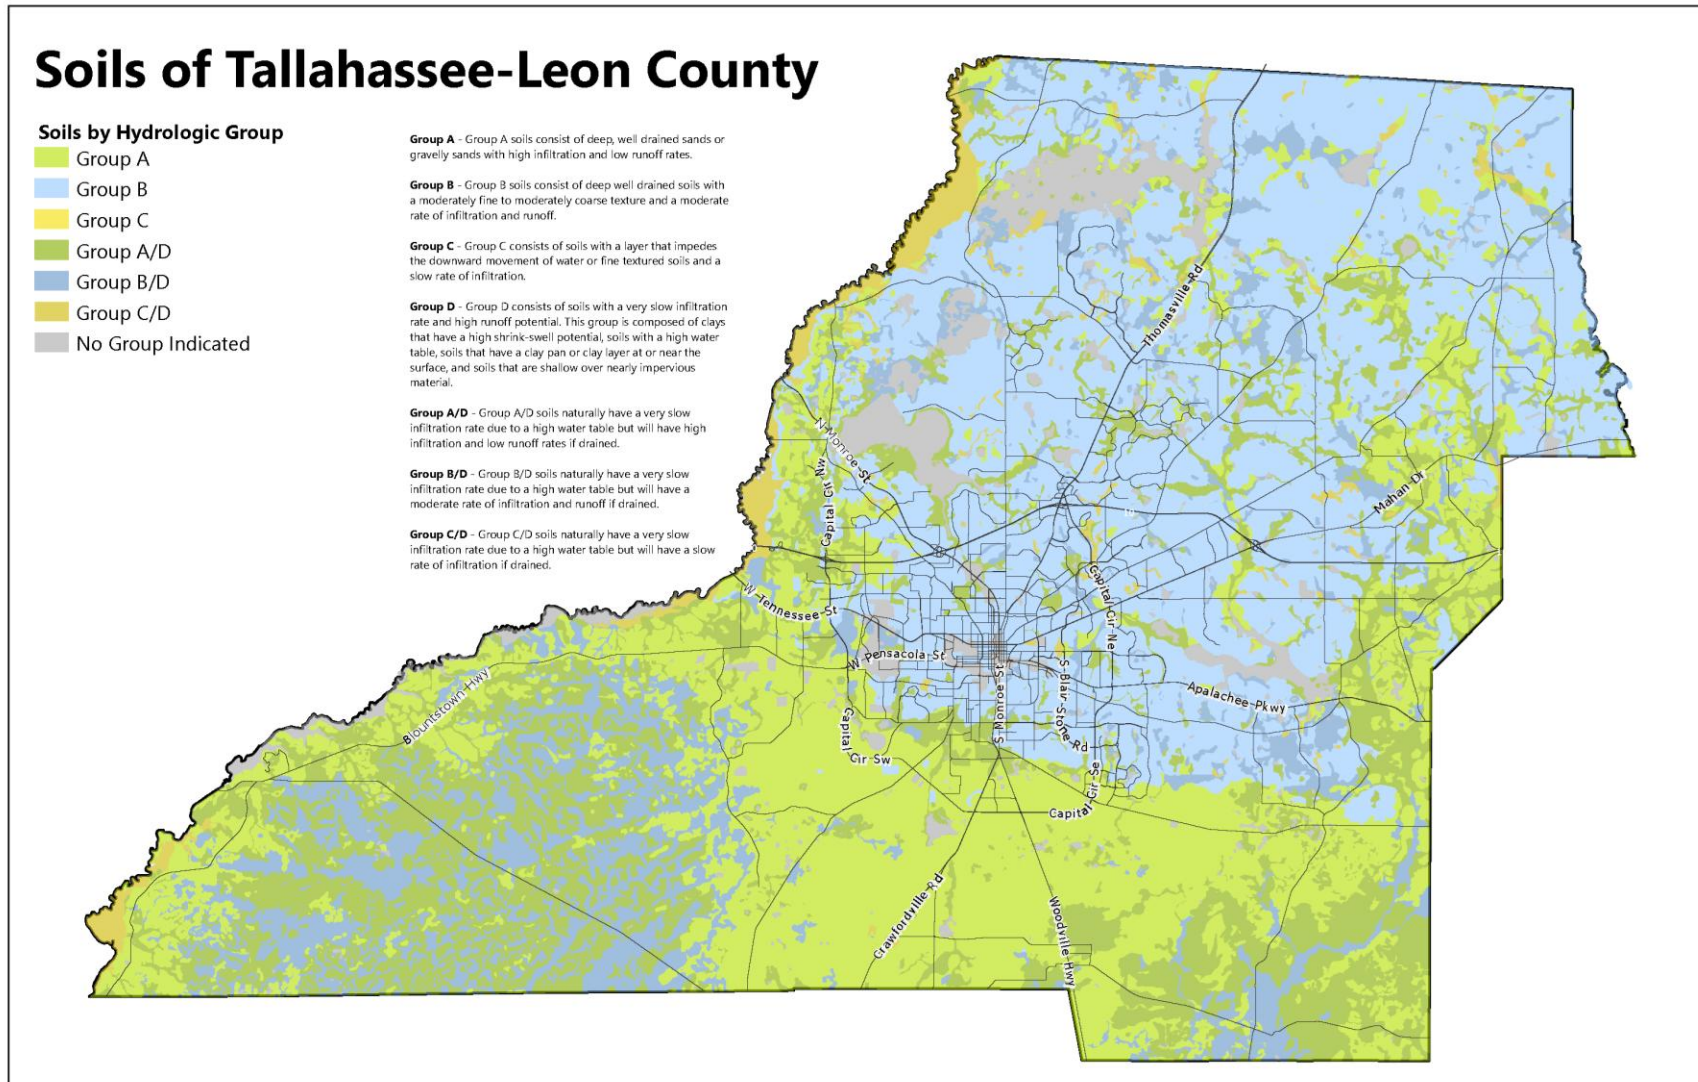 Soils of Tallahassee-Leon County
Soils by Hydrologic Group
Group A
Group B
Group C
Group A/D
Group B/D
Group C/D
No Group Indicated
Group A - Group A soils consist of deep, well drained sands or
gravelly sands with high infiltration and low runoff rates.
Group B - Group B soils consist of deep well drained soils with
a moderately fine to moderately coarse texture and a moderate
rate of infiltration and runoff.
Group C - Group C consists of soils with a layer that impedes
the downward movement of water or fine textured soils and a
slow rate of infiltration.
Group D - Group D consists of soils with a very slow infiltration
rate and high runoff potential. This group is composed of clays
that have a high shrink-swell potential, soils with a high water
table, soils that have a clay pan or clay layer at or near the
surface, and soils that are shallow over nearly impervious
material.
Group A/D - Group A/D soils naturally have a very slow
infiltration rate due to a high water table but will have high
infiltration and low runoff rates if drained.
Group B/D - Group B/D soils naturally have a very slow
infiltration rate due to a high water table but will have a
moderate rate of infiltration and runoff if drained.
Group C/D - Group C/D soils naturally have a very slow
infiltration rate due to a high water table but will have a slow
rate of infiltration if drained.
Thomasville Rd
N Monroe St
Capital Cir Nw
Mahan Dr
10
Capital Cir Ne
W Tennessee St
W Pensacola St
S Monroe St
S Blair Stone Rd
Apalachee Pkwy
Blountstown Hwy
Capital Cir Sw
Capital Cir Se
Crawfordville Rd
Woodville Hwy